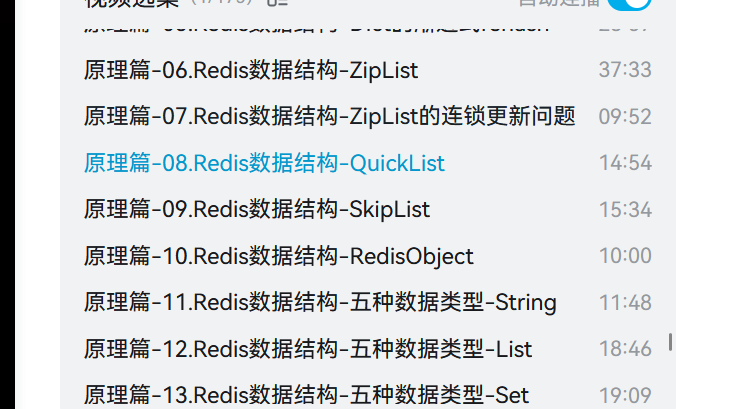 视频选集
自动连播
原理篇-06.Redis数据结构-ZipList 37:33
原理篇-07.Redis数据结构-ZipList的连锁更新问题 09:52
原理篇-08.Redis数据结构-QuickList 14:54
原理篇-09.Redis数据结构-SkipList 15:34
原理篇-10.Redis数据结构-RedisObject 10:00
原理篇-11.Redis数据结构-五种数据类型-String 11:48
原理篇-12.Redis数据结构-五种数据类型-List 18:46
原理篇-13.Redis数据结构-五种数据类型-Set 19:09